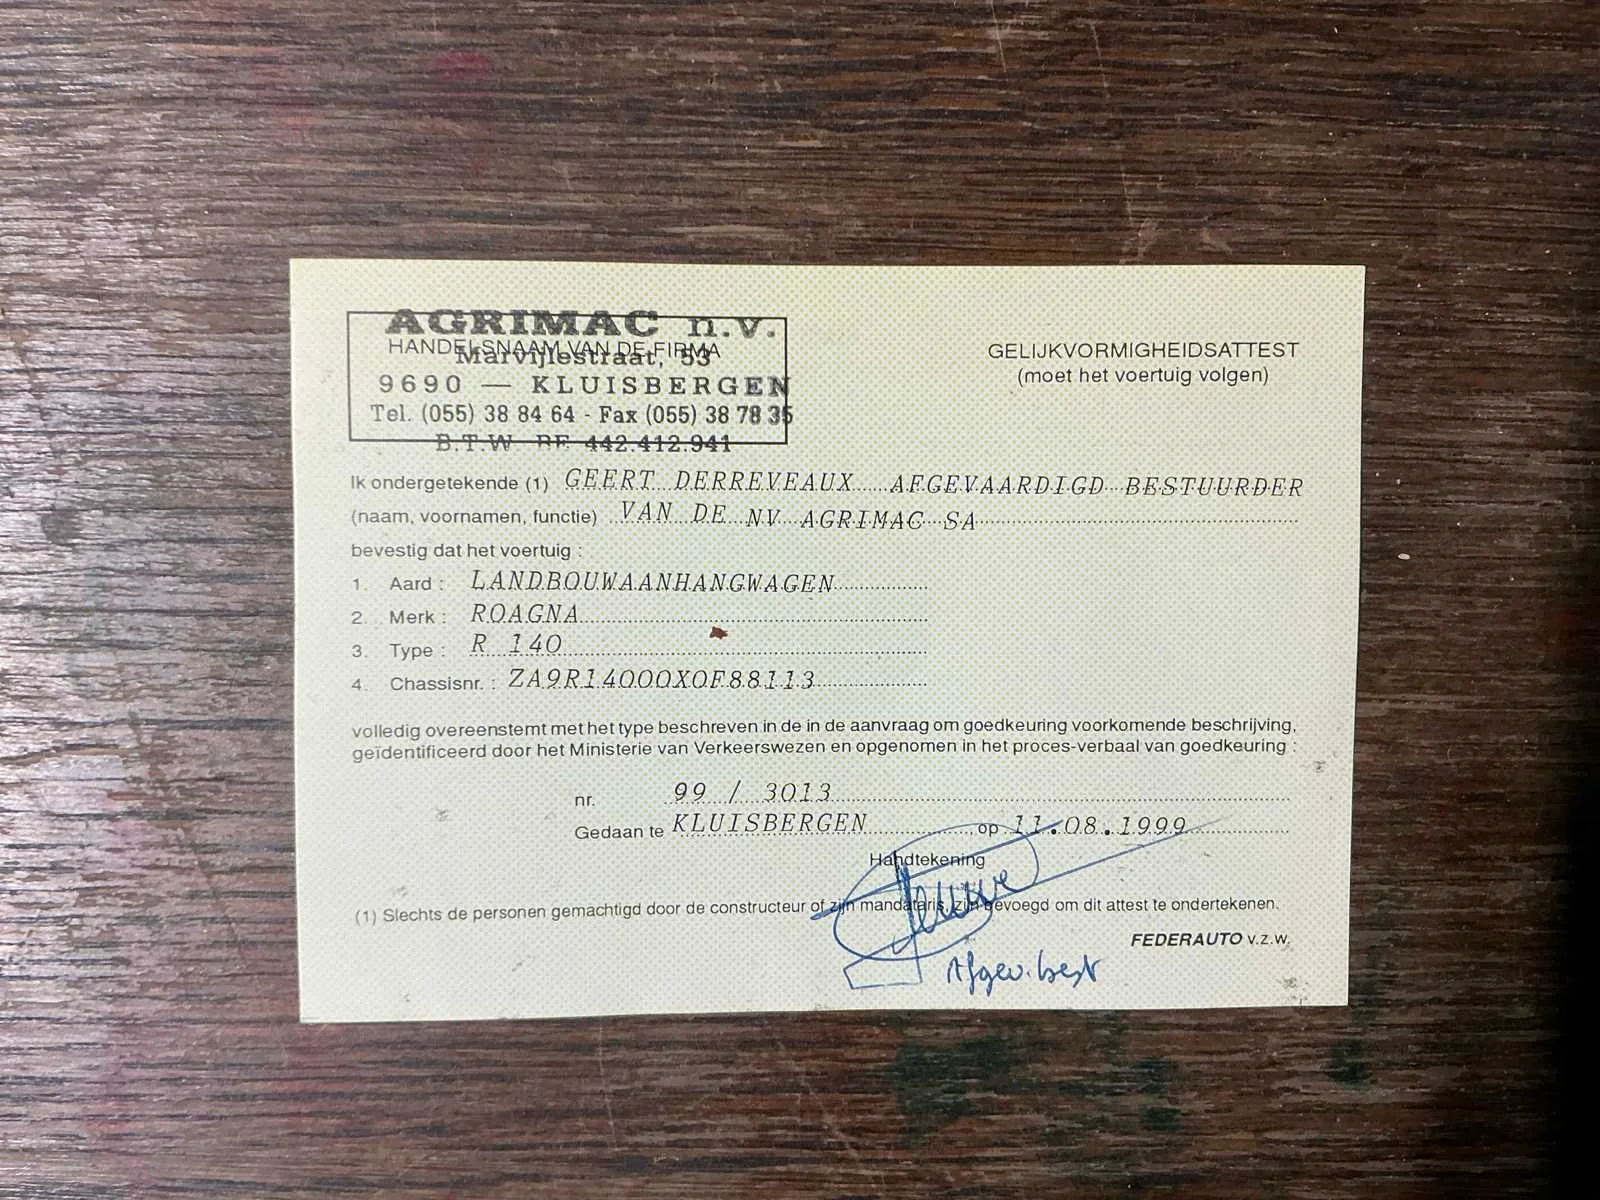 AGRIMAC n.v.
HANDELSNAAM VAN DE FIRMA
Marvijlestraat, 53
9690 — KLUISBERGEN
Tel. (055) 38 84 64 - Fax (055) 38 78 35
B.T.W BE 442.412.941
GELIJKVORMIGHEIDSATTEST
(moet het voertuig volgen)
Ik ondergetekende (1) GEERT DERREVEAUX AFGEVAARDIGD BESTUURDER
(naam, voornamen, functie) VAN DE NV AGRIMAC SA
bevestig dat het voertuig :
1. Aard : LANDBOUWAANHANGWAGEN
2. Merk : ROAGNA
3. Type : R 140
4. Chassisnr. : ZA9R14000XOF88113
volledig overeenstemt met het type beschreven in de in de aanvraag om goedkeuring voorkomende beschrijving,
geïdentificeerd door het Ministerie van Verkeerswezen en opgenomen in het proces-verbaal van goedkeuring :
nr. 99 / 3013
Gedaan te KLUISBERGEN, op 11.08.1999
Handtekening
(1) Slechts de personen gemachtigd door de constructeur of zijn mandataris, zijn bevoegd om dit attest te ondertekenen.
FEDERAUTO v.z.w.
Afgev. best